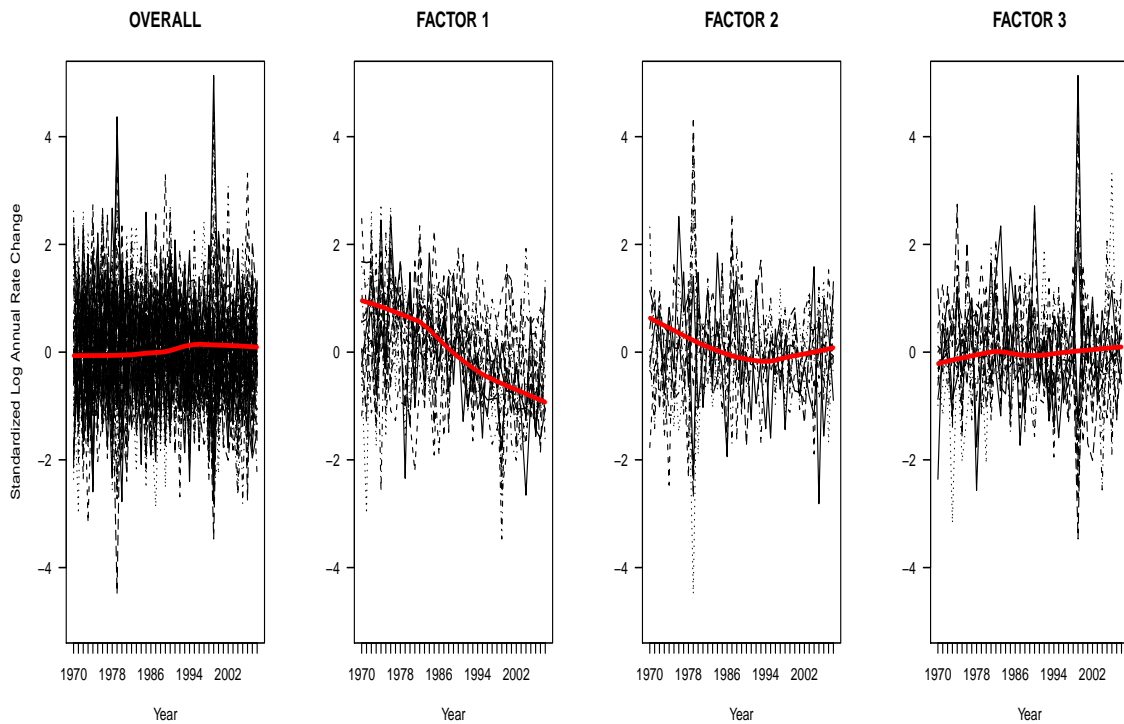 OVERALL
FACTOR 1
FACTOR 2
FACTOR 3
Standardized Log Annual Rate Change
4
2
0
−2
−4
4
2
0
−2
−4
4
2
0
−2
−4
4
2
0
−2
−4
1970 1978 1986 1994 2002
1970 1978 1986 1994 2002
1970 1978 1986 1994 2002
1970 1978 1986 1994 2002
Year
Year
Year
Year